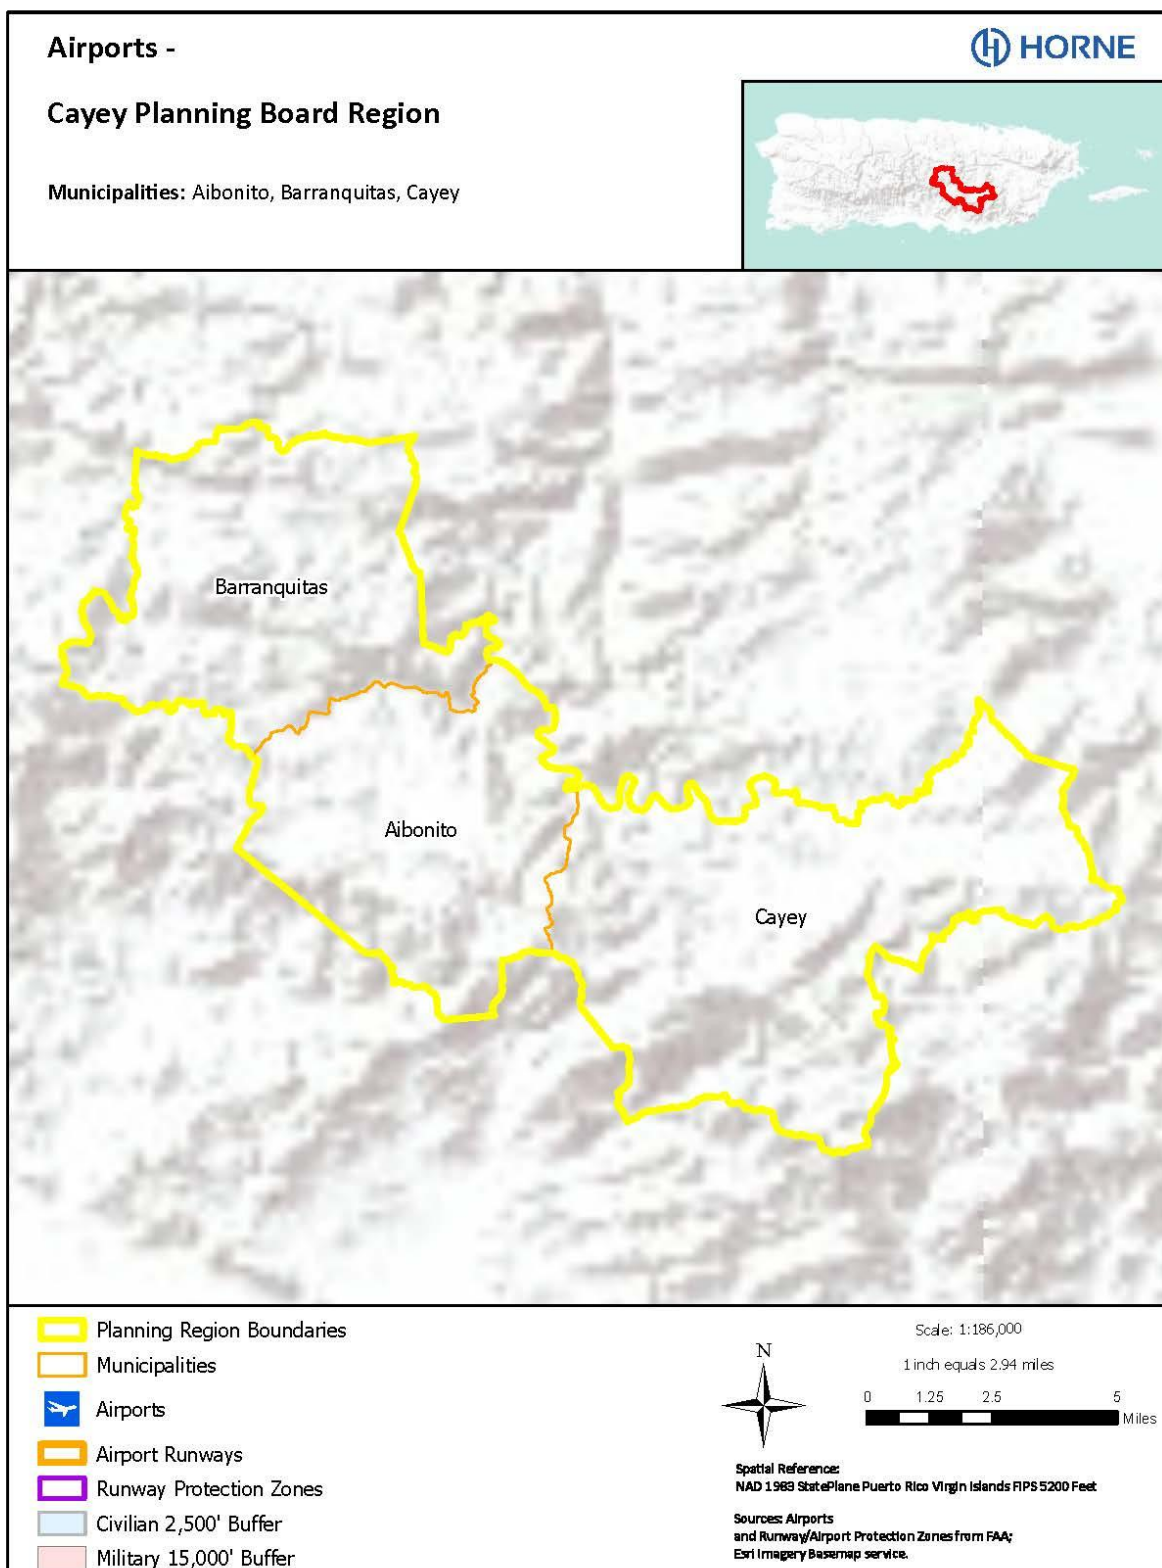 Airports -
HORNE
Cayey Planning Board Region
Municipalities: Aibonito, Barranquitas, Cayey
Barranquitas
Aibonito
Cayey
Planning Region Boundaries
Municipalities
Airports
Airport Runways
Runway Protection Zones
Civilian 2,500' Buffer
Military 15,000' Buffer
N
Scale: 1:186,000
1 inch equals 2.94 miles
0 1.25 2.5 5
Miles
Spatial Reference:
NAD 1983 StatePlane Puerto Rico Virgin Islands FIPS 5200 Feet
Sources: Airports
and Runway/Airport Protection Zones from FAA;
Esri Imagery Basemap service.